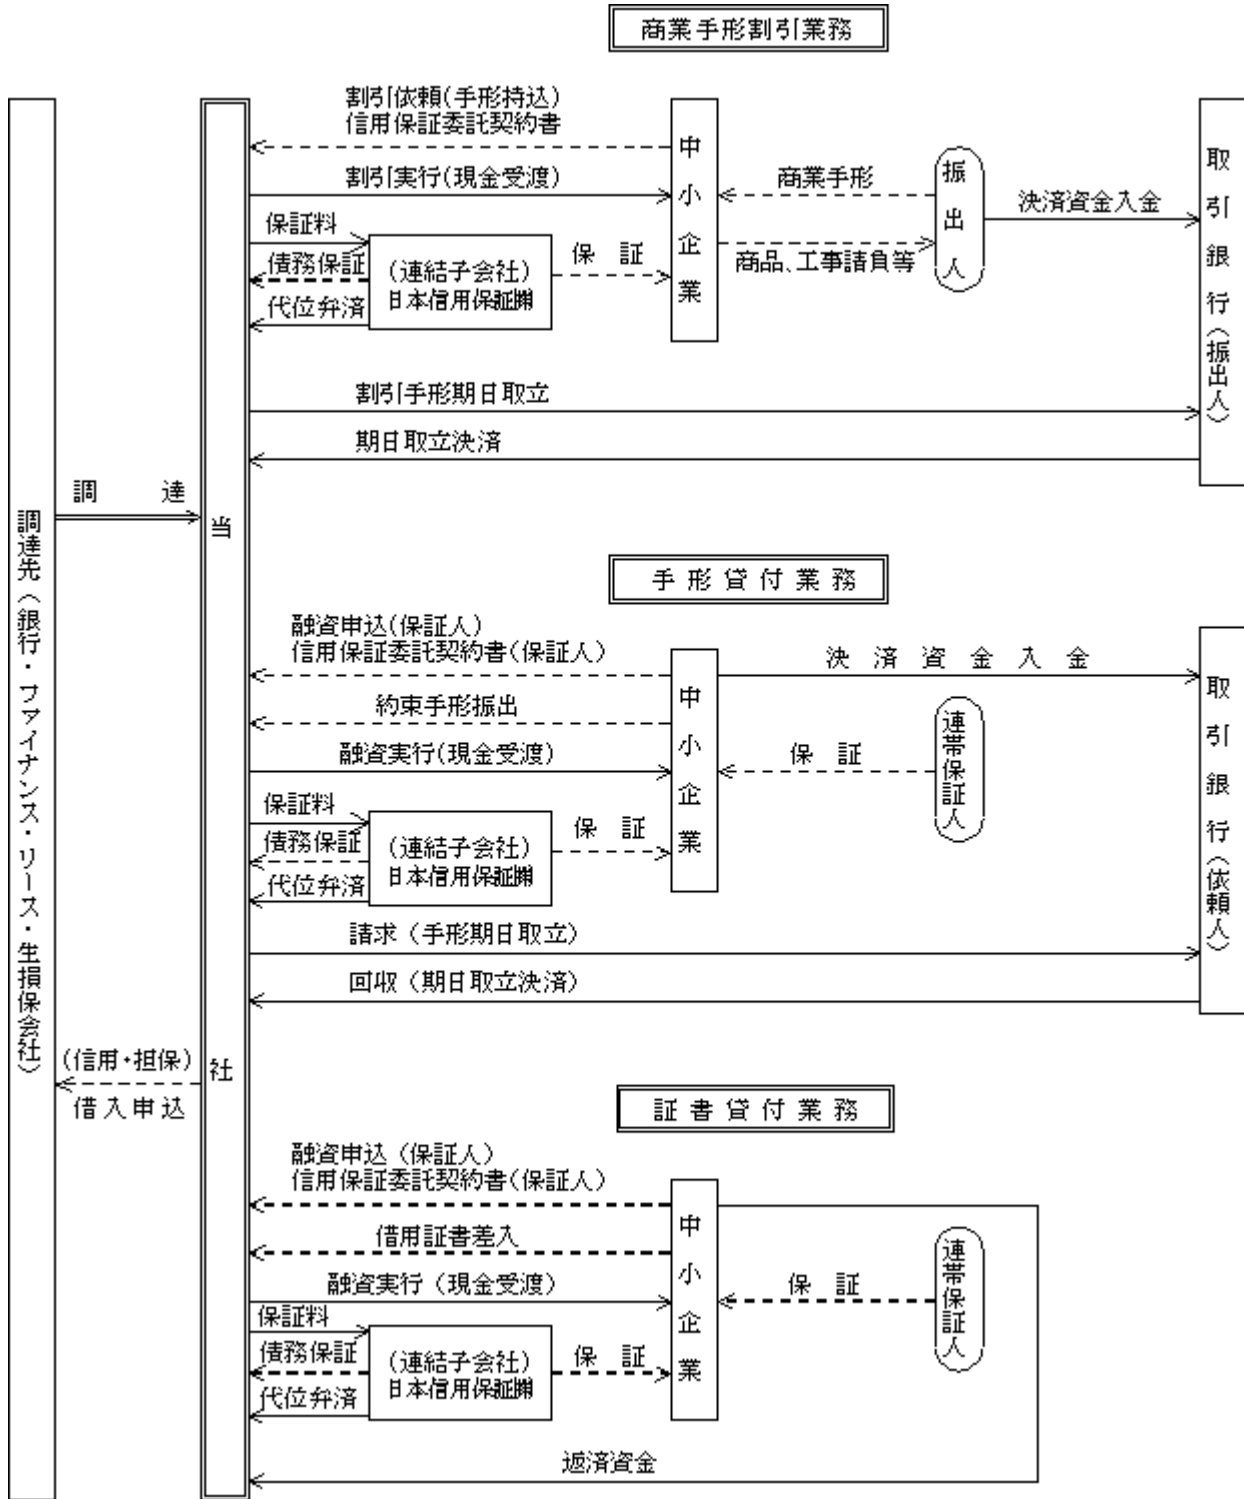 商業手形割引業務
割引依頼(手形持込)
信用保証委託契約書
割引実行(現金受渡)
保証料
債務保証
代位弁済
(連結子会社)
日本信用保証㈱
保 証
中小企業
商業手形
商品、工事請負等
振出人
決済資金入金
取引銀行(振出人)
割引手形期日取立
期日取立決済
調達先(銀行・ファイナンス・リース・生損保会社)
調 達
当社
(信用・担保)
借入申込
手形貸付業務
融資申込(保証人)
信用保証委託契約書(保証人)
約束手形振出
融資実行(現金受渡)
保証料
債務保証
代位弁済
(連結子会社)
日本信用保証㈱
保 証
中小企業
決済資金入金
保 証
連帯保証人
取引銀行(依頼人)
請求(手形期日取立)
回収(期日取立決済)
証書貸付業務
融資申込(保証人)
信用保証委託契約書(保証人)
借用証書差入
融資実行(現金受渡)
保証料
債務保証
代位弁済
(連結子会社)
日本信用保証㈱
保 証
中小企業
保 証
連帯保証人
返済資金